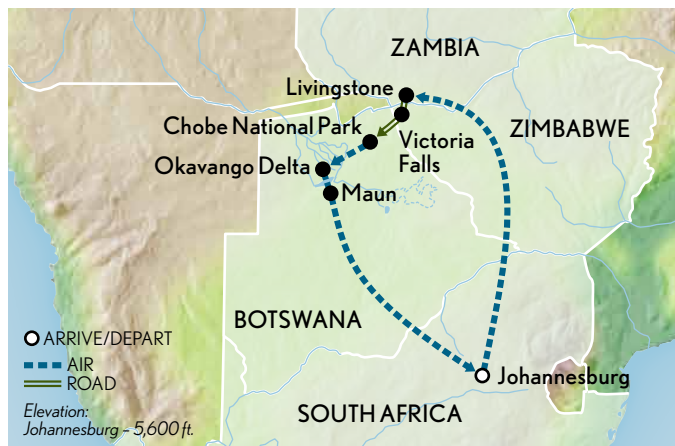 ZAMBIA
Livingstone
ZIMBABWE
Chobe National Park
Victoria
Falls
Okavango Delta
Maun
BOTSWANA
ARRIVE/DEPART
AIR
ROAD
Johannesburg
Elevation:
Johannesburg – 5,600 ft.
SOUTH AFRICA